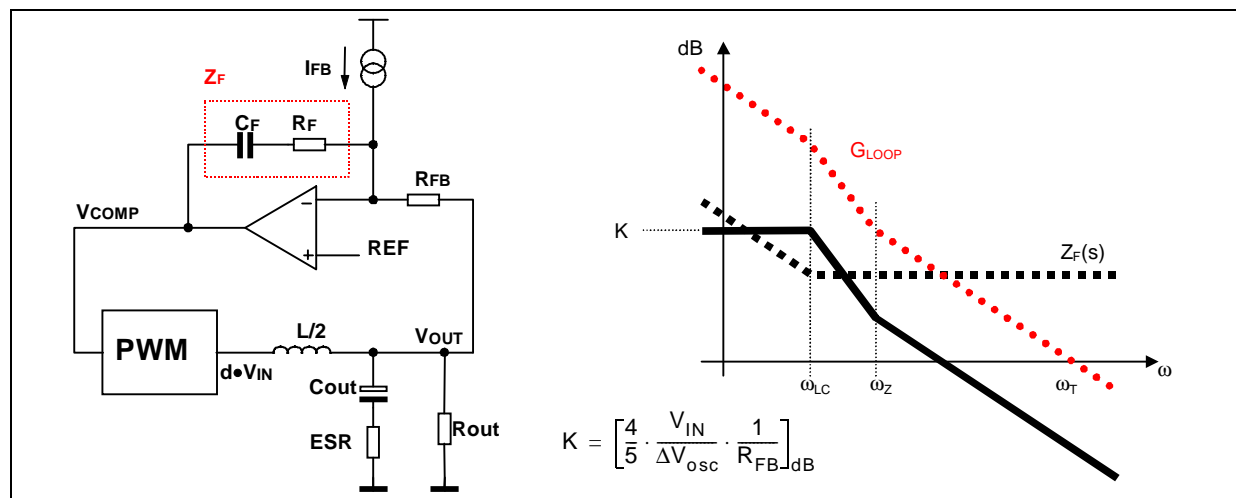 ZF
IFB
CF
RF
RFB
VCOMP
REF
PWM
L/2
VOUT
d•VIN
Cout
ESR
Rout
dB
GLOOP
K
ZF(s)
ωLC
ωZ
ωT
ω
K = [4/5 · VIN/ΔVosc · 1/RFB]dB